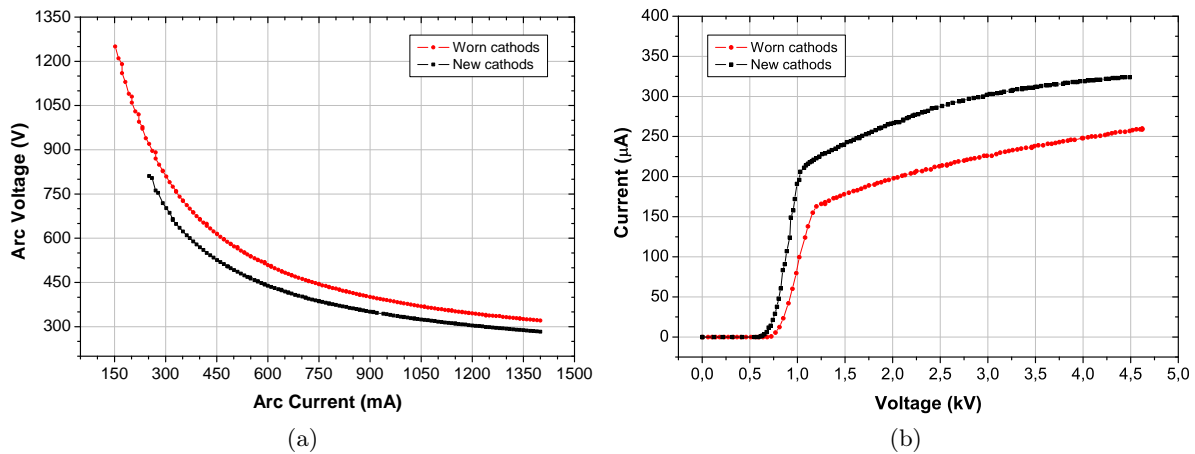 1350
1200
1050
900
750
600
450
300
150 300 450 600 750 900 1050 1200 1350 1500
Arc Voltage (V)
Arc Current (mA)
Worn cathods
New cathods
(a)
400
350
300
250
200
150
100
50
0
0,0 0,5 1,0 1,5 2,0 2,5 3,0 3,5 4,0 4,5 5,0
Current (μA)
Voltage (kV)
Worn cathods
New cathods
(b)